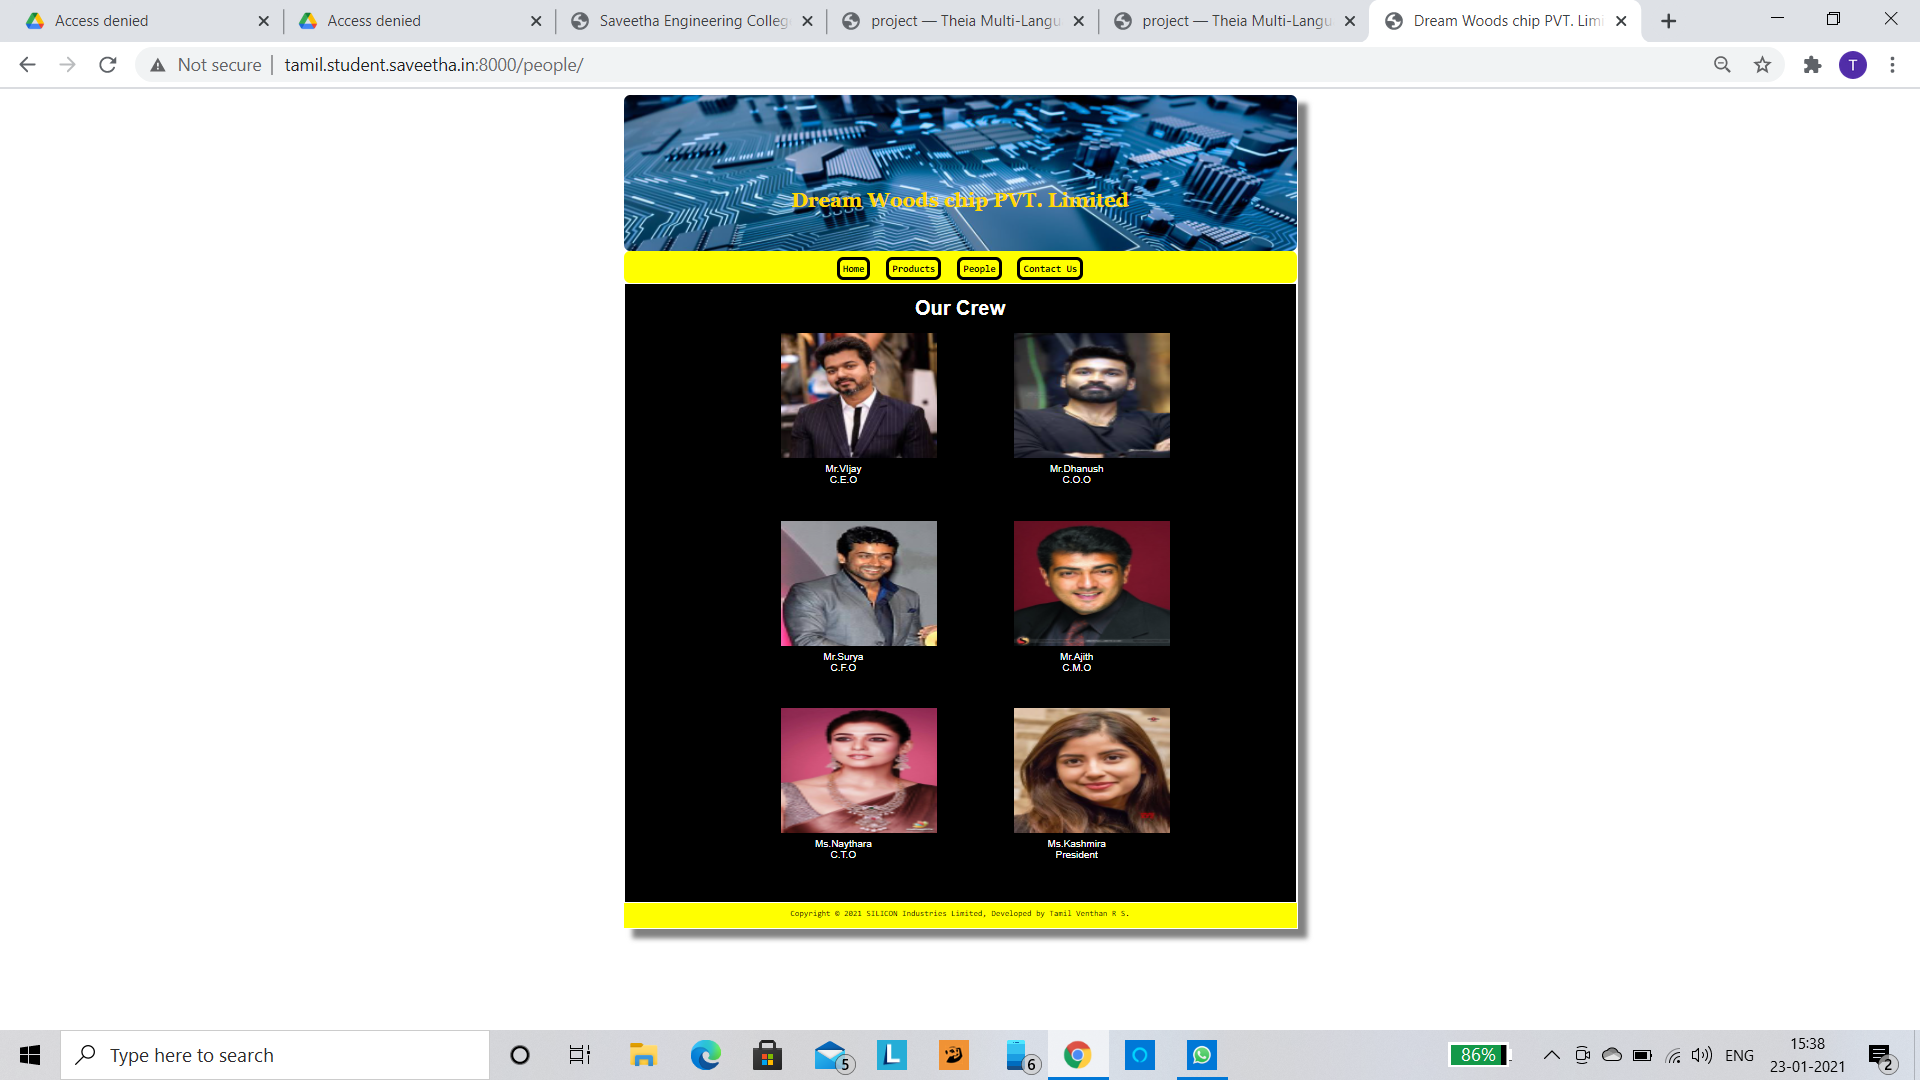 Access denied
Access denied
Saveetha Engineering Colleg
project — Theia Multi-Langu
project — Theia Multi-Langu
Dream Woods chip PVT. Limi
Not secure
tamil.student.saveetha.in:8000/people/
T
Dream Woods chip PVT. Limited
Home
Products
People
Contact Us
Our Crew
Mr.VIjay
C.E.O
Mr.Dhanush
C.O.O
Mr.Surya
C.F.O
Mr.Ajith
C.M.O
Ms.Naythara
C.T.O
Ms.Kashmira
President
Copyright © 2021 SILICON Industries Limited, Developed by Tamil Venthan R S.
Type here to search
5
L
6
86%
ENG
15:38
23-01-2021
2